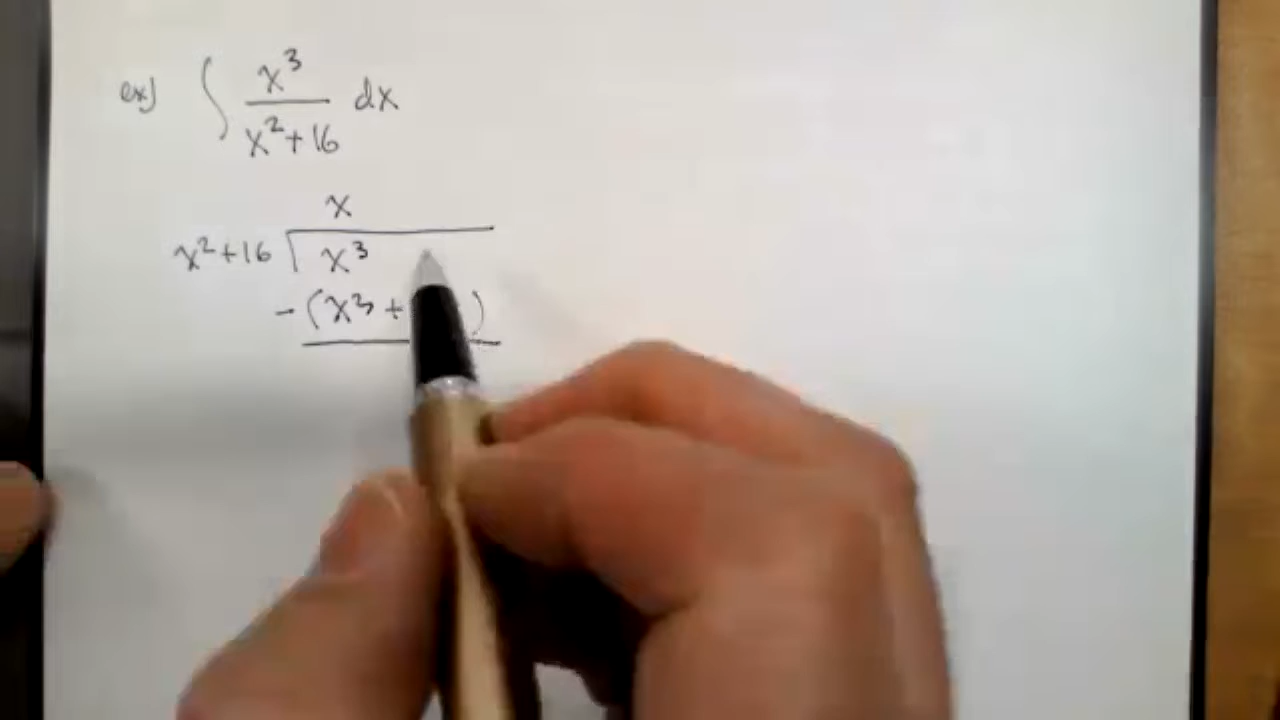 ex) ∫ x³/(x²+16) dx
x
x²+16 x³
-(x³+ )